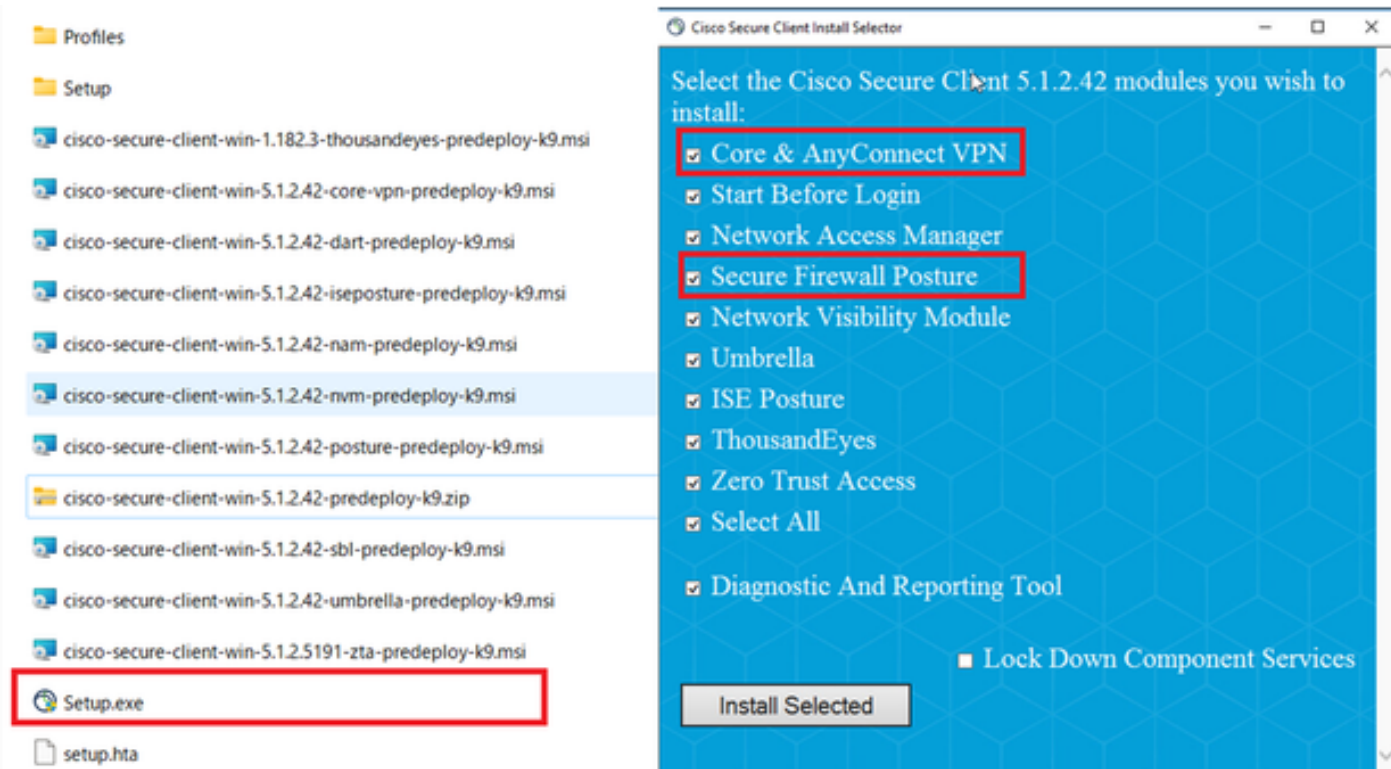 Profiles
Setup
cisco-secure-client-win-1.182.3-thousandeyes-predeploy-k9.msi
cisco-secure-client-win-5.1.2.42-core-vpn-predeploy-k9.msi
cisco-secure-client-win-5.1.2.42-dart-predeploy-k9.msi
cisco-secure-client-win-5.1.2.42-iseposture-predeploy-k9.msi
cisco-secure-client-win-5.1.2.42-nam-predeploy-k9.msi
cisco-secure-client-win-5.1.2.42-nvm-predeploy-k9.msi
cisco-secure-client-win-5.1.2.42-posture-predeploy-k9.msi
cisco-secure-client-win-5.1.2.42-predeploy-k9.zip
cisco-secure-client-win-5.1.2.42-sbl-predeploy-k9.msi
cisco-secure-client-win-5.1.2.42-umbrella-predeploy-k9.msi
cisco-secure-client-win-5.1.2.5191-zta-predeploy-k9.msi
Setup.exe
setup.hta
Cisco Secure Client Install Selector
Select the Cisco Secure Client 5.1.2.42 modules you wish to
install:
Core & AnyConnect VPN
Start Before Login
Network Access Manager
Secure Firewall Posture
Network Visibility Module
Umbrella
ISE Posture
ThousandEyes
Zero Trust Access
Select All
Diagnostic And Reporting Tool
Lock Down Component Services
Install Selected